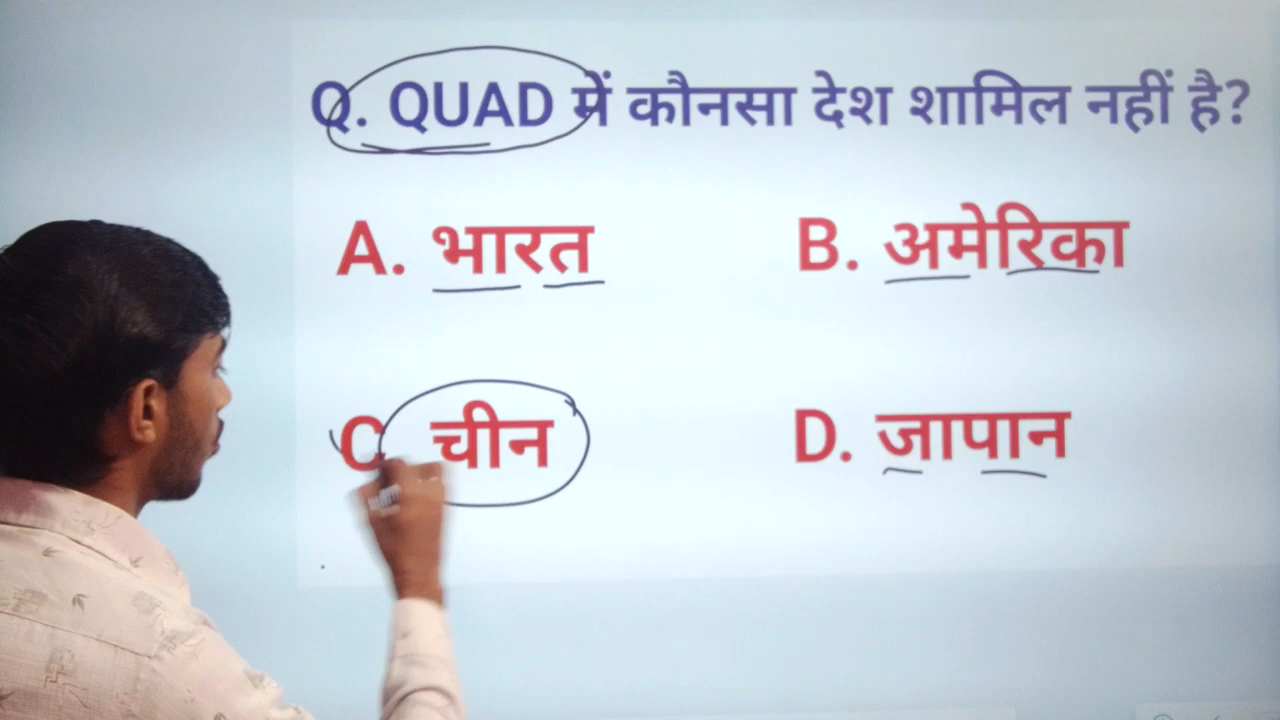 Q. QUAD में कौनसा देश शामिल नहीं है?
A. भारत B. अमेरिका
C चीन D. जापान